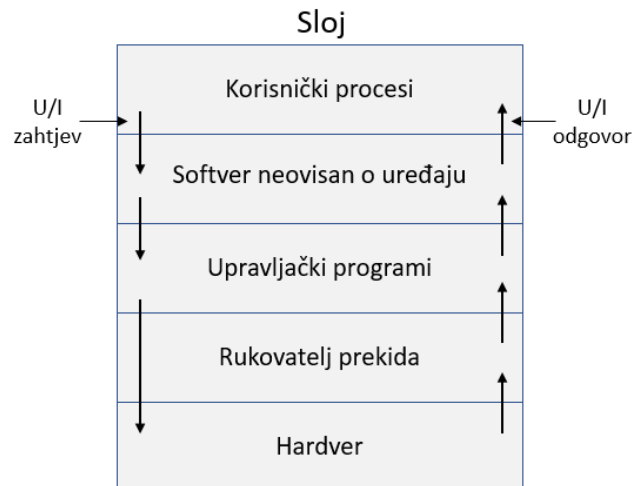 Sloj
Korisnički procesi
U/I
zahtjev
U/I
odgovor
Softver neovisan o uređaju
Upravljački programi
Rukovatelj prekida
Hardver